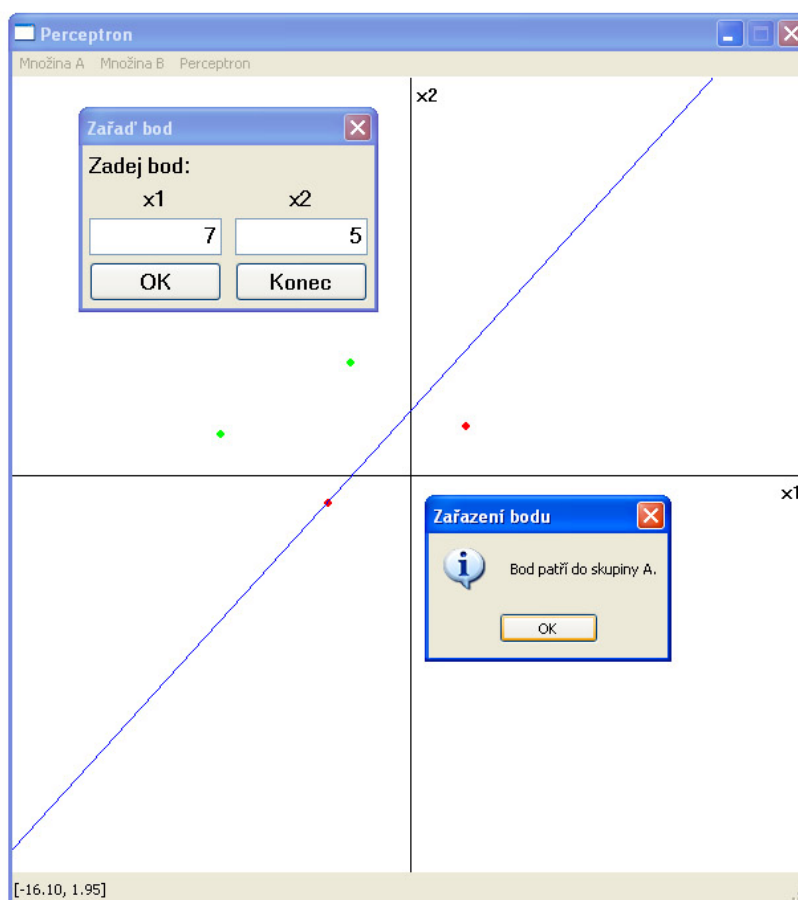 Perceptron
Množina A Množina B Perceptron
x2
Zařaď bod
Zadej bod:
x1 x2
7 5
OK Konec
x1
Zařazení bodu
Bod patří do skupiny A.
OK
[-16.10, 1.95]